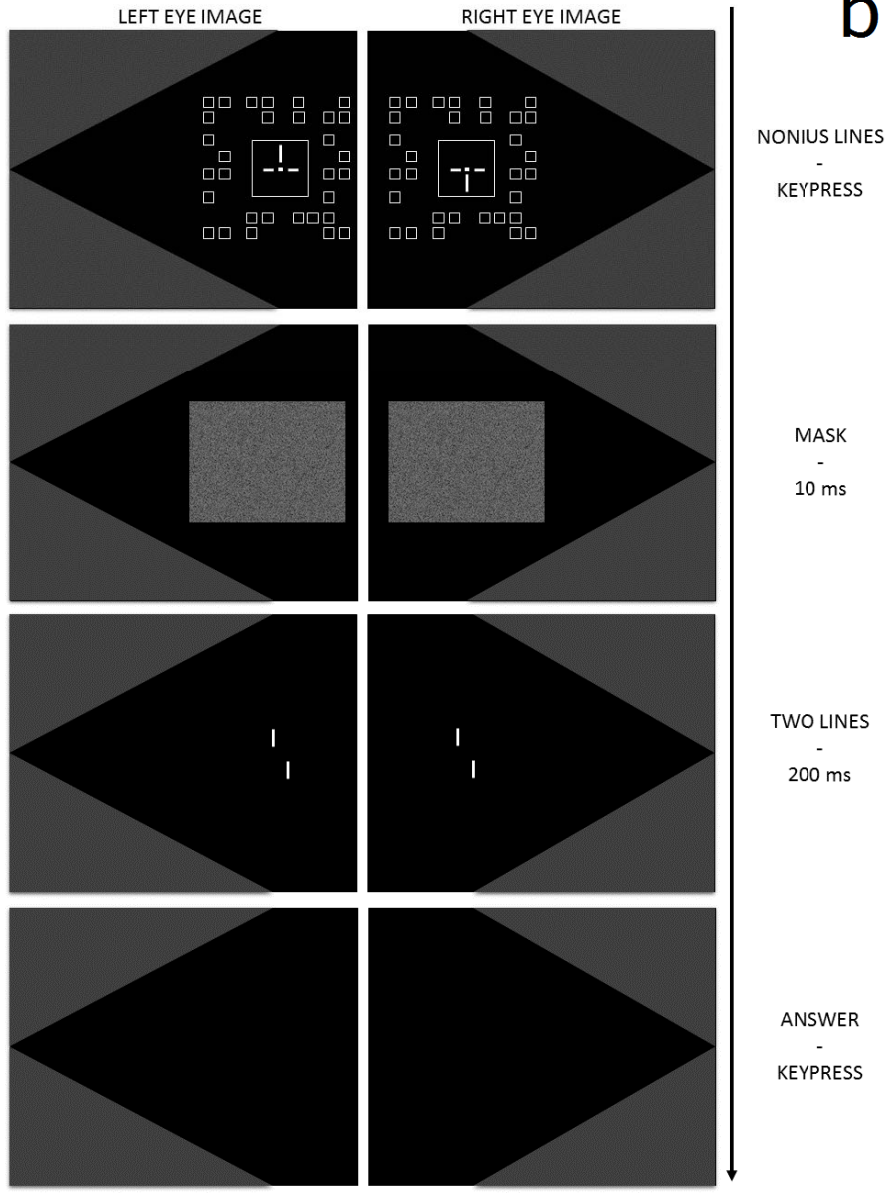 LEFT EYE IMAGE
RIGHT EYE IMAGE
b
NONIUS LINES
-
KEYPRESS
MASK
-
10 ms
TWO LINES
-
200 ms
ANSWER
-
KEYPRESS